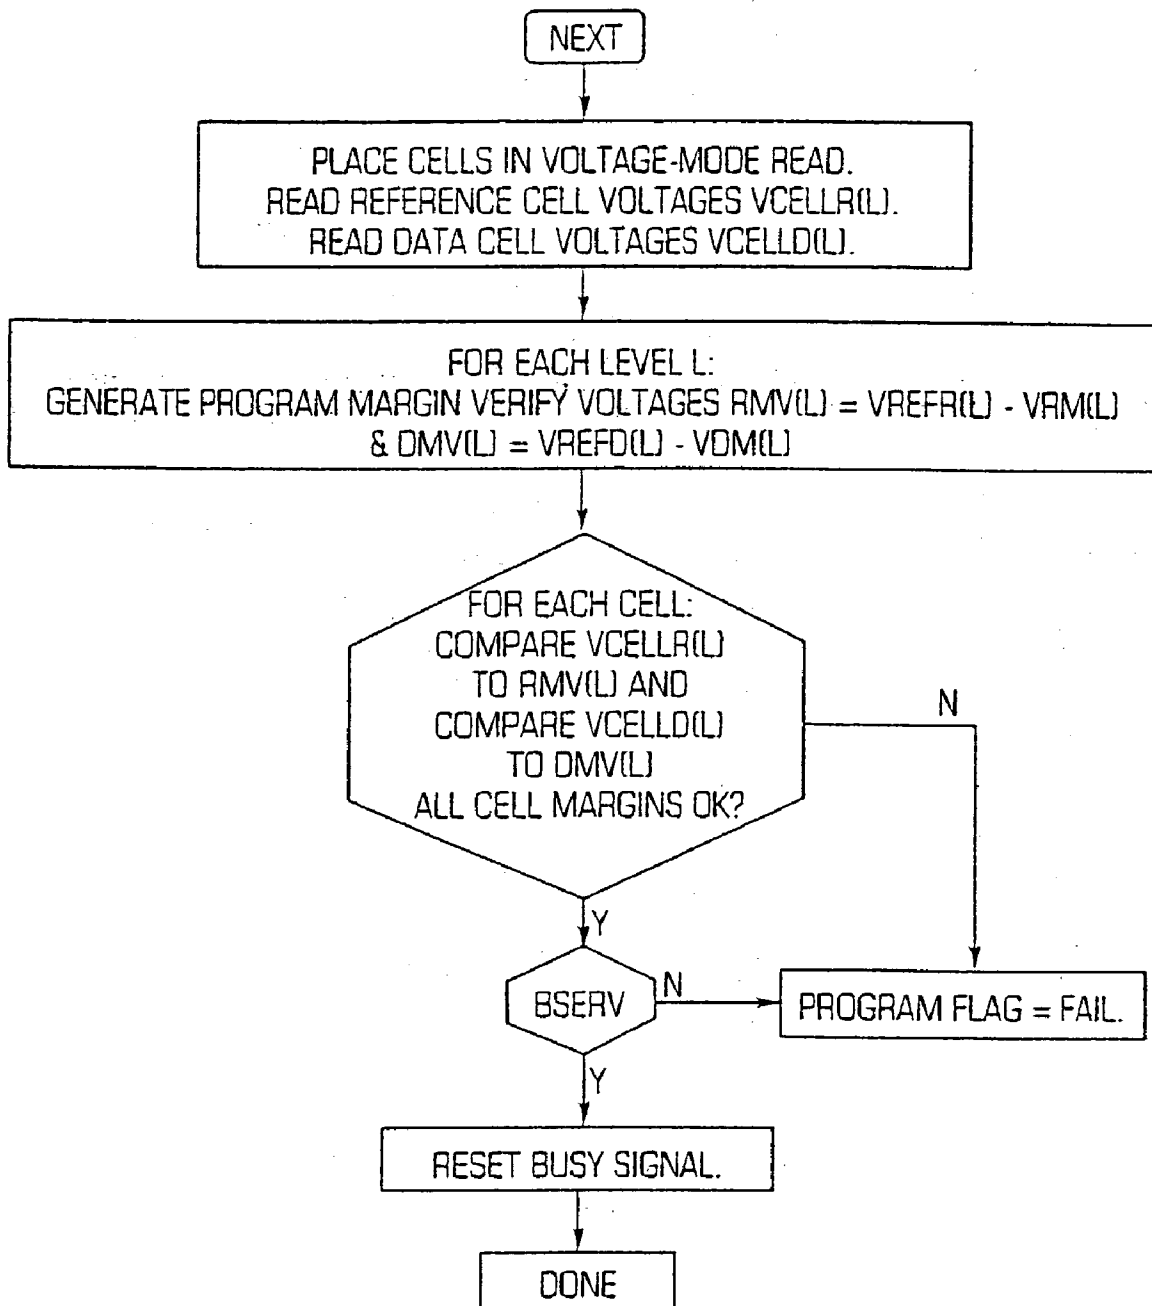 NEXT
PLACE CELLS IN VOLTAGE-MODE READ.
READ REFERENCE CELL VOLTAGES VCELLR(L).
READ DATA CELL VOLTAGES VCELLD(L).
FOR EACH LEVEL L:
GENERATE PROGRAM MARGIN VERIFY VOLTAGES RMV(L) = VREFR(L) - VRM(L)
& DMV(L) = VREFD(L) - VDM(L)
FOR EACH CELL:
COMPARE VCELLR(L)
TO RMV(L) AND
COMPARE VCELLD(L)
TO DMV(L)
ALL CELL MARGINS OK?
N
Y
BSERV
N
PROGRAM FLAG = FAIL.
Y
RESET BUSY SIGNAL.
DONE